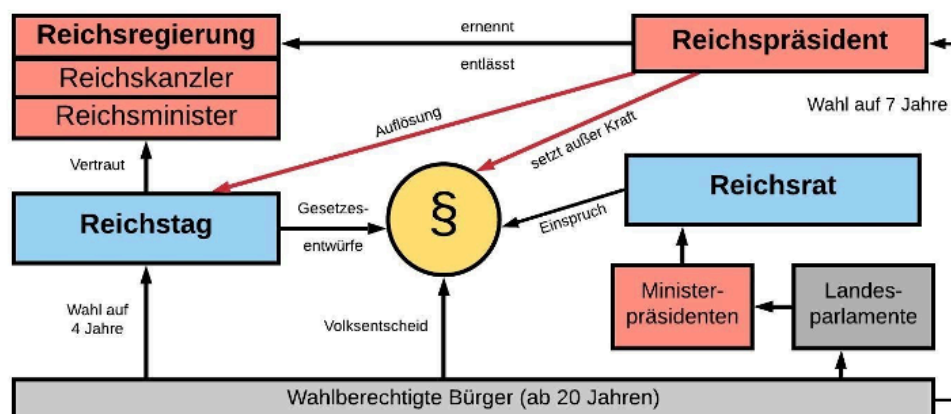 Reichsregierung
Reichskanzler
Reichsminister
ernennt
entlässt
Reichspräsident
Wahl auf 7 Jahre
Auflösung
setzt außer Kraft
Vertraut
Reichstag
Gesetzes-
entwürfe
§
Einspruch
Reichsrat
Minister-
präsidenten
Landes-
parlamente
Wahl auf
4 Jahre
Volksentscheid
Wahlberechtigte Bürger (ab 20 Jahren)